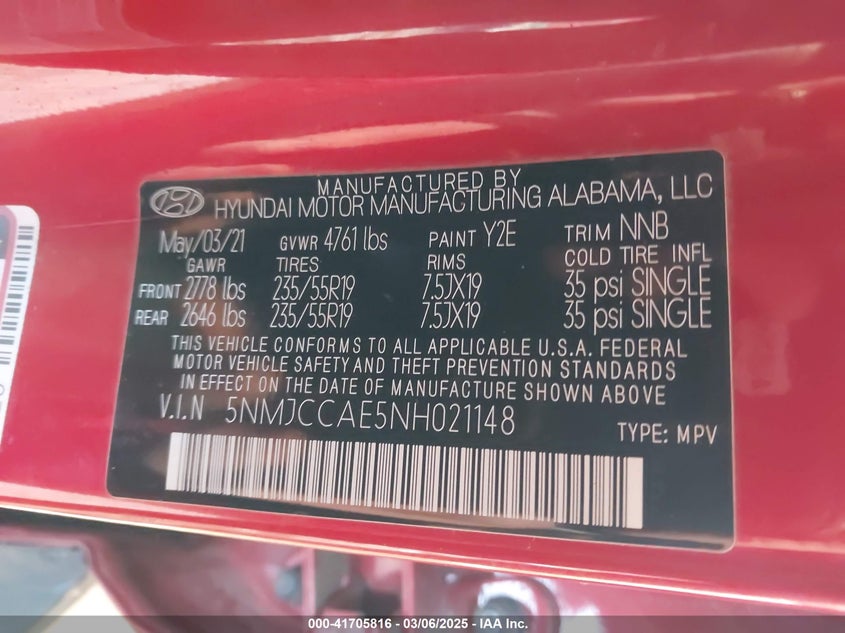 MANUFACTURED BY
HYUNDAI MOTOR MANUFACTURING ALABAMA, LLC
May/03/21 GVWR 4761 lbs PAINT Y2E TRIM NNB
GAWR TIRES RIMS COLD TIRE INFL
FRONT 2778 lbs 235/55R19 7.5JX19 35 psi SINGLE
REAR 2646 lbs 235/55R19 7.5JX19 35 psi SINGLE
THIS VEHICLE CONFORMS TO ALL APPLICABLE U.S.A. FEDERAL
MOTOR VEHICLE SAFETY AND THEFT PREVENTION STANDARDS
IN EFFECT ON THE DATE OF MANUFACTURE SHOWN ABOVE
V.I.N 5NMJCCAE5NH021148
TYPE: MPV
000-41705816 - 03/06/2025 - IAA Inc.